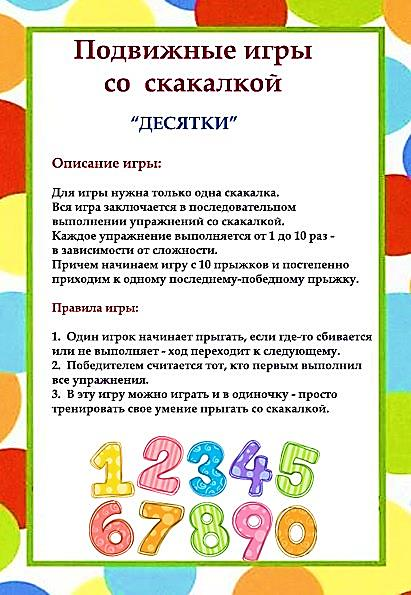 Подвижные игры
со скакалкой
“ДЕСЯТКИ”
Описание игры:
Для игры нужна только одна скакалка.
Вся игра заключается в последовательном
выполнении упражнений со скакалкой.
Каждое упражнение выполняется от 1 до 10 раз -
в зависимости от сложности.
Причем начинаем игру с 10 прыжков и постепенно
приходим к одному последнему-победному прыжку.
Правила игры:
1. Один игрок начинает прыгать, если где-то сбивается
или не выполняет - ход переходит к следующему.
2. Победителем считается тот, кто первым выполнил
все упражнения.
3. В эту игру можно играть и в одиночку - просто
тренировать свое умение прыгать со скакалкой.
12345
67890